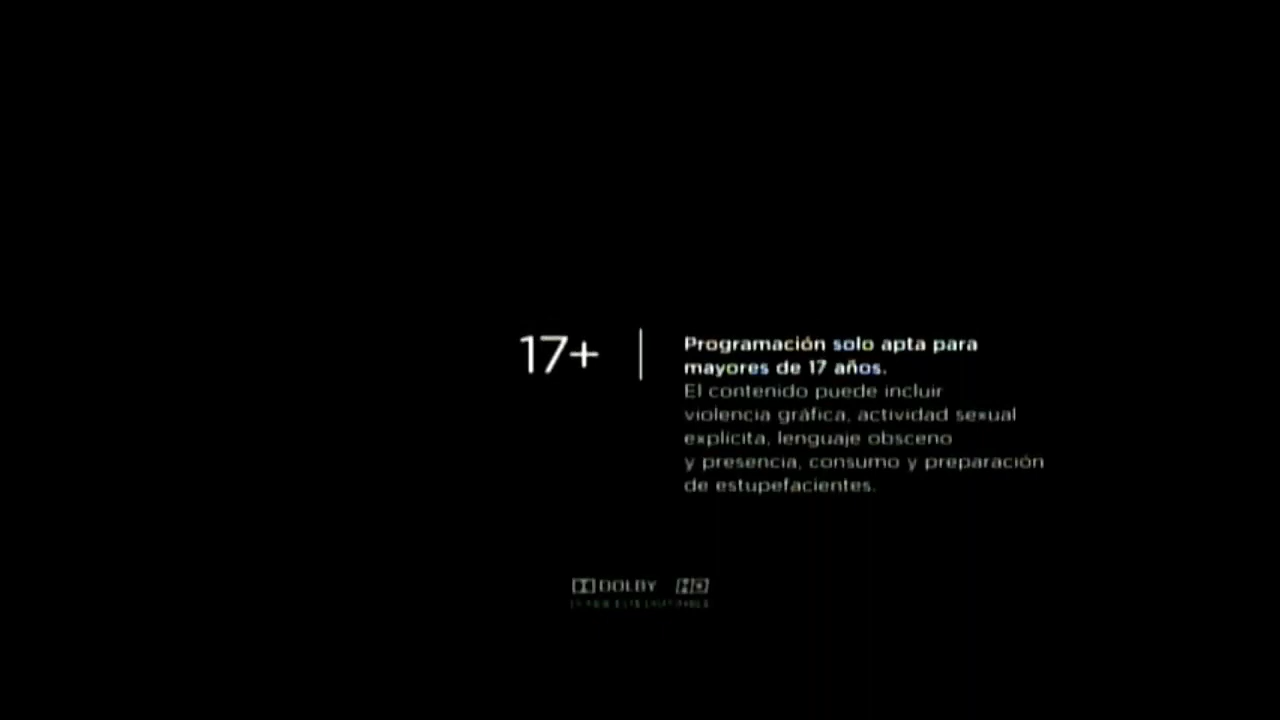 17+
Programación solo apta para
mayores de 17 años.
El contenido puede incluir
violencia gráfica, actividad sexual
explícita, lenguaje obsceno
y presencia, consumo y preparación
de estupefacientes.
DOLBY HD